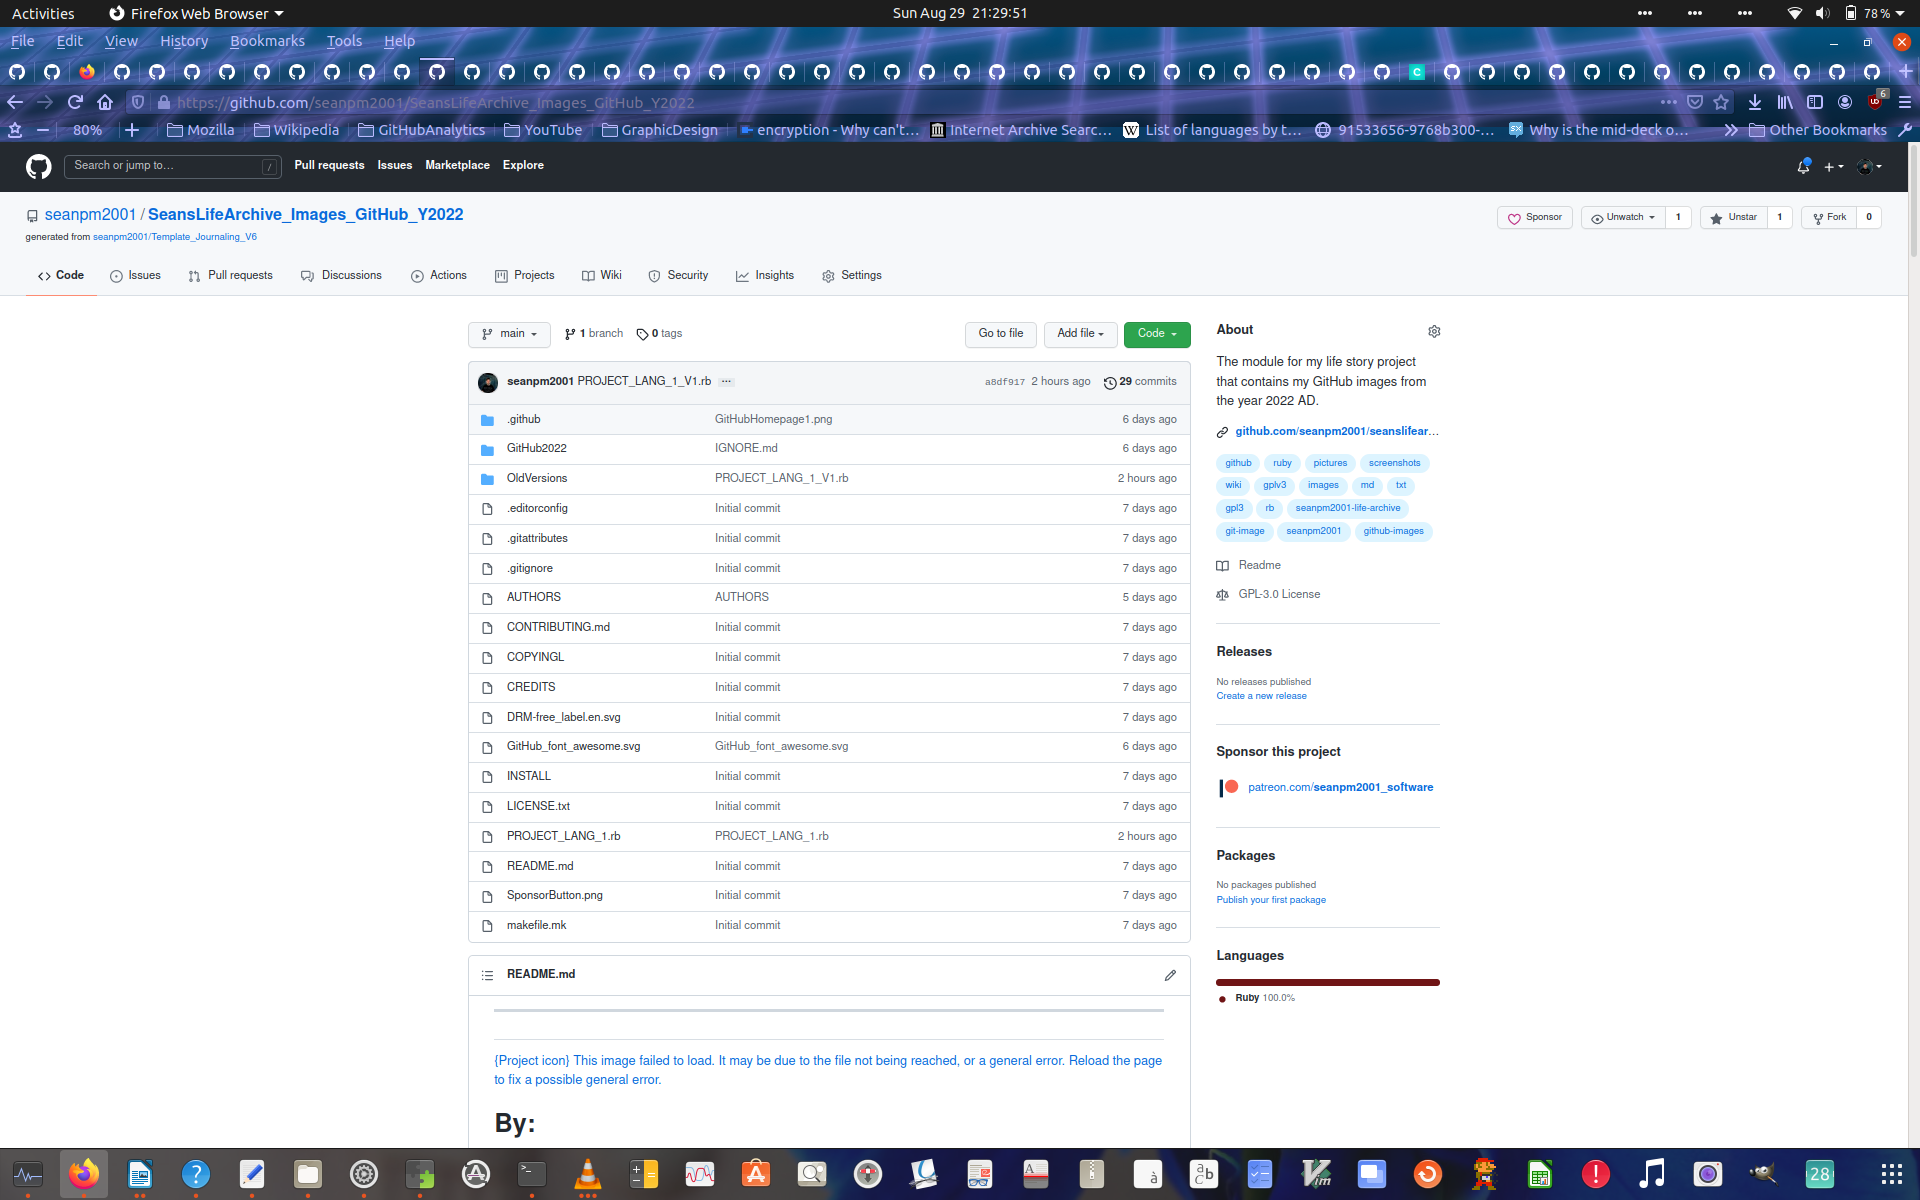 Activities
Firefox Web Browser
Sun Aug 29 21:29:51
78 %
File Edit View History Bookmarks Tools Help
https://github.com/seanpm2001/SeansLifeArchive_Images_GitHub_Y2022
6
80%
Mozilla
Wikipedia
GitHubAnalytics
YouTube
GraphicDesign
encryption - Why can't…
Internet Archive Searc…
List of languages by t…
91533656-9768b300-…
Why is the mid-deck o…
Other Bookmarks
Search or jump to…
/
Pull requests Issues Marketplace Explore
seanpm2001 / SeansLifeArchive_Images_GitHub_Y2022
generated from seanpm2001/Template_Journaling_V6
Sponsor
Unwatch 1
Unstar 1
Fork 0
Code
Issues
Pull requests
Discussions
Actions
Projects
Wiki
Security
Insights
Settings
main
1 branch
0 tags
Go to file
Add file
Code
seanpm2001 PROJECT_LANG_1_V1.rb ... a8df917 2 hours ago 29 commits
.github GitHubHomepage1.png 6 days ago
GitHub2022 IGNORE.md 6 days ago
OldVersions PROJECT_LANG_1_V1.rb 2 hours ago
.editorconfig Initial commit 7 days ago
.gitattributes Initial commit 7 days ago
.gitignore Initial commit 7 days ago
AUTHORS AUTHORS 5 days ago
CONTRIBUTING.md Initial commit 7 days ago
COPYINGL Initial commit 7 days ago
CREDITS Initial commit 7 days ago
DRM-free_label.en.svg Initial commit 7 days ago
GitHub_font_awesome.svg GitHub_font_awesome.svg 6 days ago
INSTALL Initial commit 7 days ago
LICENSE.txt Initial commit 7 days ago
PROJECT_LANG_1.rb PROJECT_LANG_1.rb 2 hours ago
README.md Initial commit 7 days ago
SponsorButton.png Initial commit 7 days ago
makefile.mk Initial commit 7 days ago
README.md
{Project icon} This image failed to load. It may be due to the file not being reached, or a general error. Reload the page
to fix a possible general error.
By:
About
The module for my life story project
that contains my GitHub images from
the year 2022 AD.
github.com/seanpm2001/seanslifear…
github ruby pictures screenshots
wiki gplv3 images md txt
gpl3 rb seanpm2001-life-archive
git-image seanpm2001 github-images
Readme
GPL-3.0 License
Releases
No releases published
Create a new release
Sponsor this project
patreon.com/seanpm2001_software
Packages
No packages published
Publish your first package
Languages
Ruby 100.0%
28